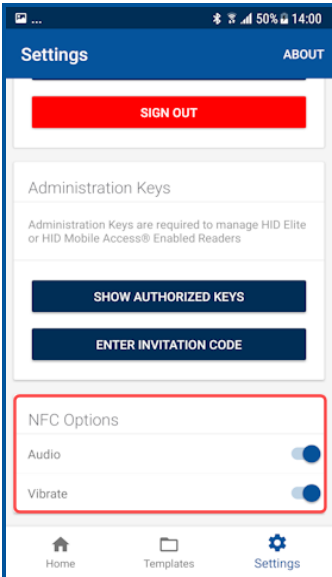 ... 50% 14:00
Settings ABOUT
SIGN OUT
Administration Keys
Administration Keys are required to manage HID Elite
or HID Mobile Access® Enabled Readers
SHOW AUTHORIZED KEYS
ENTER INVITATION CODE
NFC Options
Audio
Vibrate
Home Templates Settings